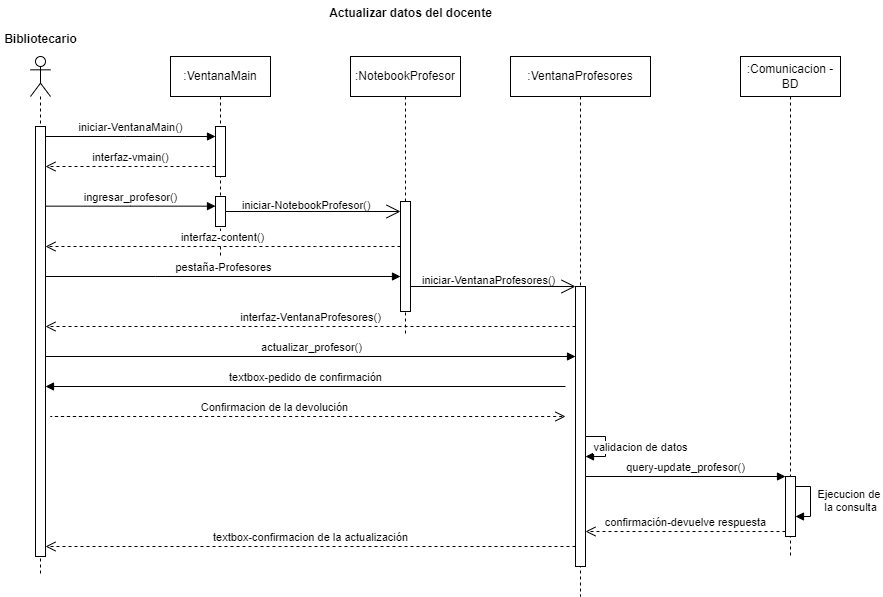 Actualizar datos del docente
Bibliotecario
:VentanaMain
:NotebookProfesor
:VentanaProfesores
:Comunicacion -
BD
iniciar-VentanaMain()
interfaz-vmain()
ingresar_profesor()
iniciar-NotebookProfesor()
interfaz-content()
pestaña-Profesores
iniciar-VentanaProfesores()
interfaz-VentanaProfesores()
actualizar_profesor()
textbox-pedido de confirmación
Confirmacion de la devolución
validacion de datos
query-update_profesor()
Ejecucion de
la consulta
confirmación-devuelve respuesta
textbox-confirmacion de la actualización